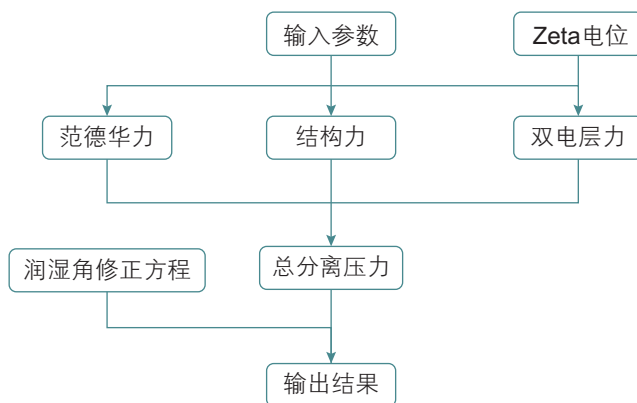 输入参数
Zeta电位
范德华力
结构力
双电层力
润湿角修正方程
总分离压力
输出结果